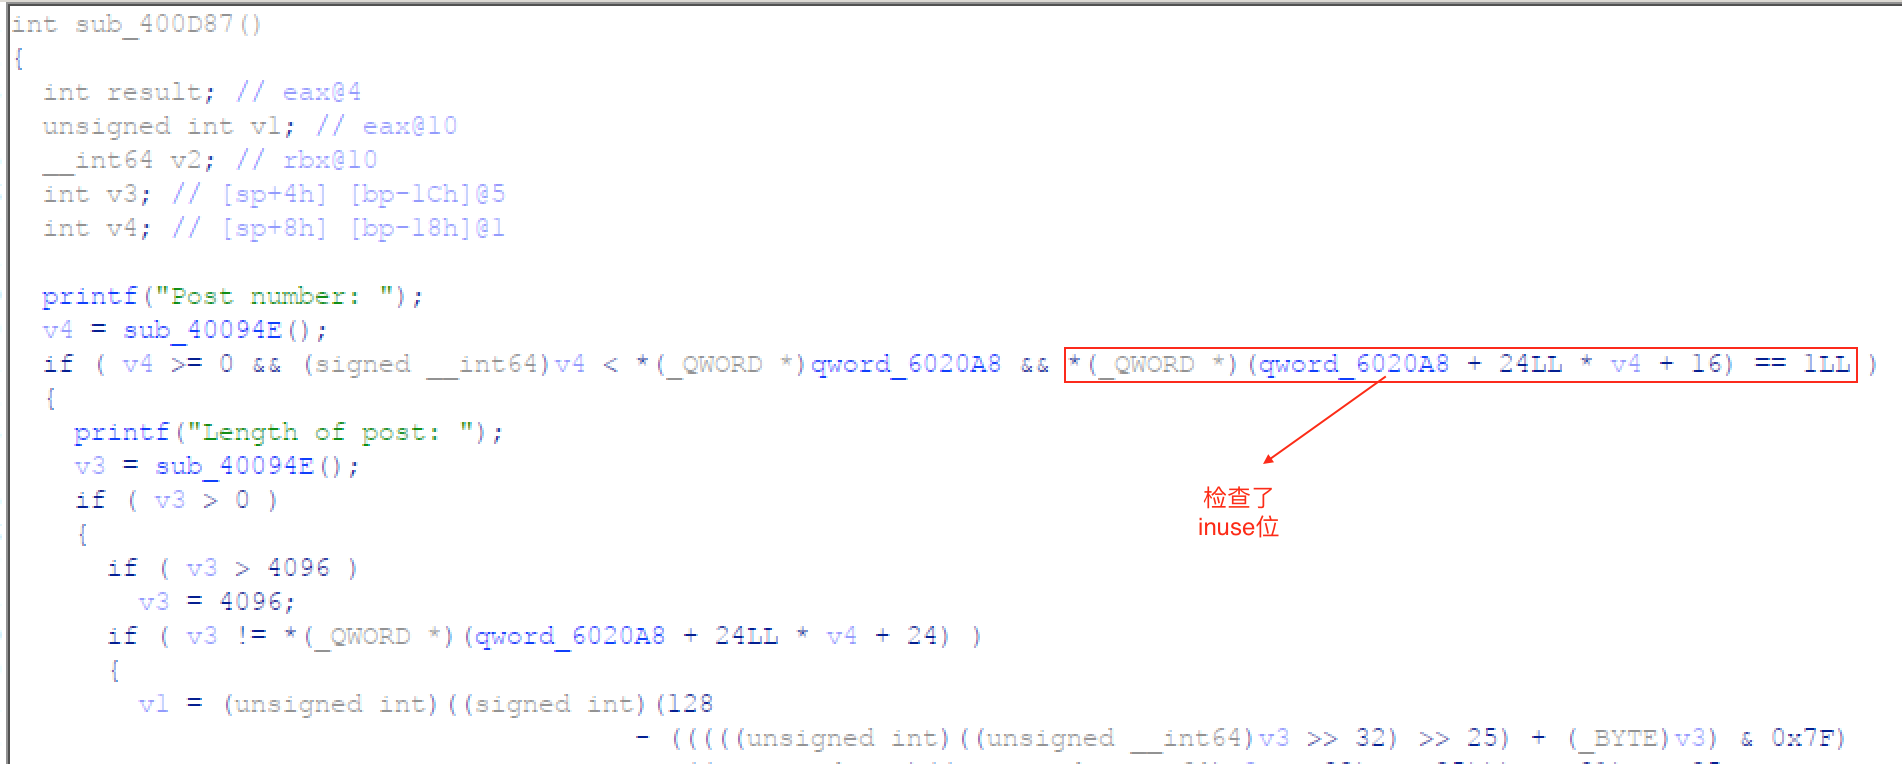 int sub_400D87()
{
int result; // eax@4
unsigned int v1; // eax@10
__int64 v2; // rbx@10
int v3; // [sp+4h] [bp-1Ch]@5
int v4; // [sp+8h] [bp-18h]@1
printf("Post number: ");
v4 = sub_40094E();
if ( v4 >= 0 && (signed __int64)v4 < *(_QWORD *)qword_6020A8 && *(_QWORD *)(qword_6020A8 + 24LL * v4 + 16) == 1LL )
{
printf("Length of post: ");
v3 = sub_40094E();
if ( v3 > 0 )
检查了
inuse位
{
if ( v3 > 4096 )
v3 = 4096;
if ( v3 != *(_QWORD *)(qword_6020A8 + 24LL * v4 + 24) )
{
v1 = (unsigned int)((signed int)(128
- (((((unsigned int)((unsigned __int64)v3 >> 32) >> 25) + (_BYTE)v3) & 0x7F)